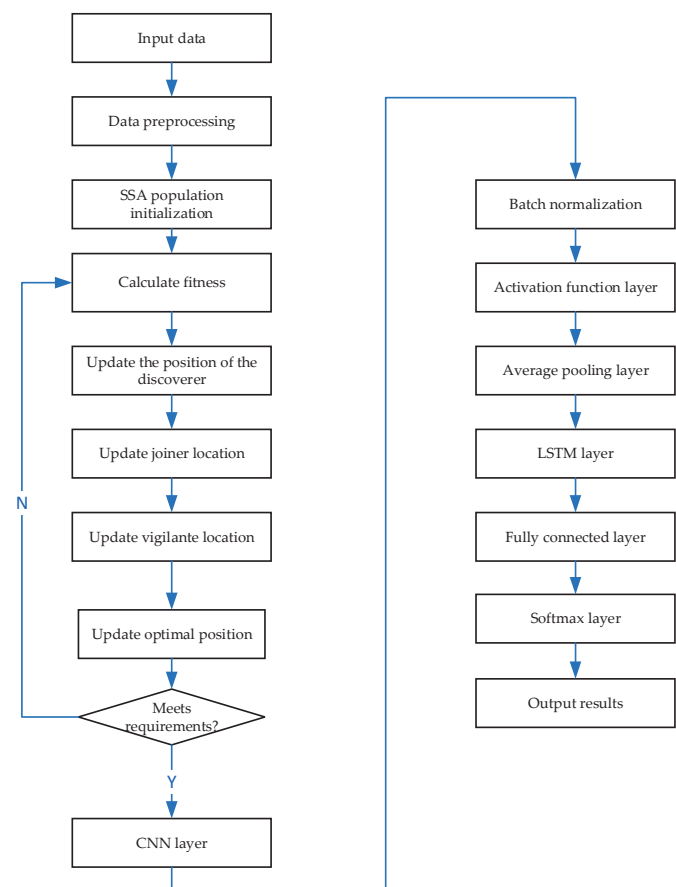 Input data
Data preprocessing
SSA population
initialization
Calculate fitness
Update the position of the
discoverer
Update joiner location
N
Update vigilante location
Update optimal position
Meets
requirements?
Y
CNN layer
Batch normalization
Activation function layer
Average pooling layer
LSTM layer
Fully connected layer
Softmax layer
Output results